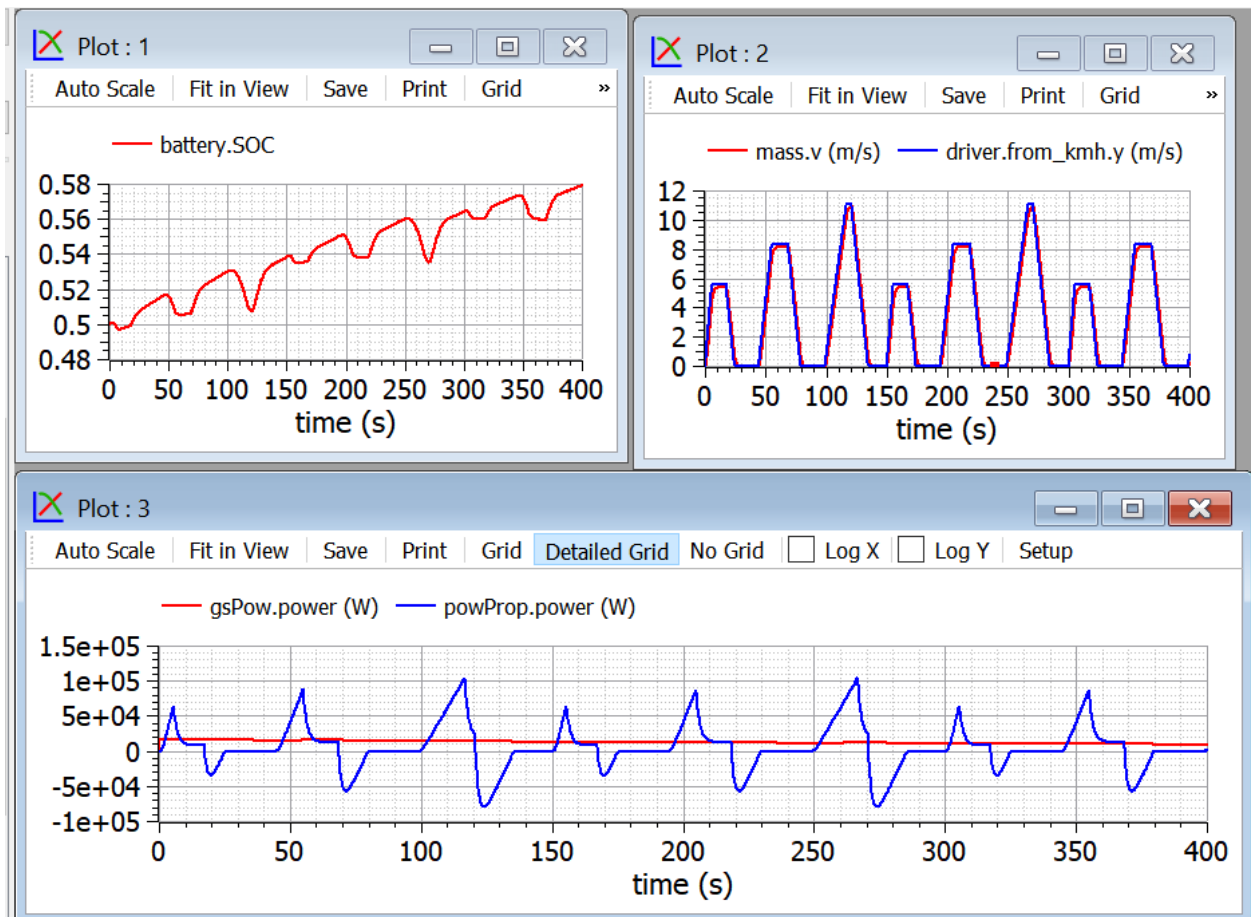 Plot : 1
Auto Scale Fit in View Save Print Grid »
battery.SOC
0.58
0.56
0.54
0.52
0.5
0.48
0 50 100 150 200 250 300 350 400
time (s)
Plot : 2
Auto Scale Fit in View Save Print Grid »
mass.v (m/s) driver.from_kmh.y (m/s)
12
10
8
6
4
2
0
0 50 100 150 200 250 300 350 400
time (s)
Plot : 3
Auto Scale Fit in View Save Print Grid Detailed Grid No Grid Log X Log Y Setup
gsPow.power (W) powProp.power (W)
1.5e+05
1e+05
5e+04
0
-5e+04
-1e+05
0 50 100 150 200 250 300 350 400
time (s)